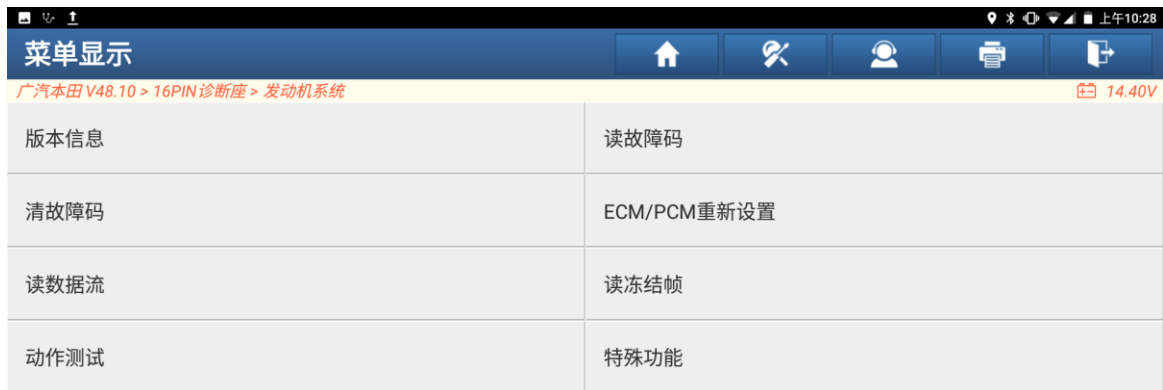 上午10:28
菜单显示
广汽本田 V48.10 > 16PIN诊断座 > 发动机系统
14.40V
版本信息
读故障码
清故障码
ECM/PCM重新设置
读数据流
读冻结帧
动作测试
特殊功能